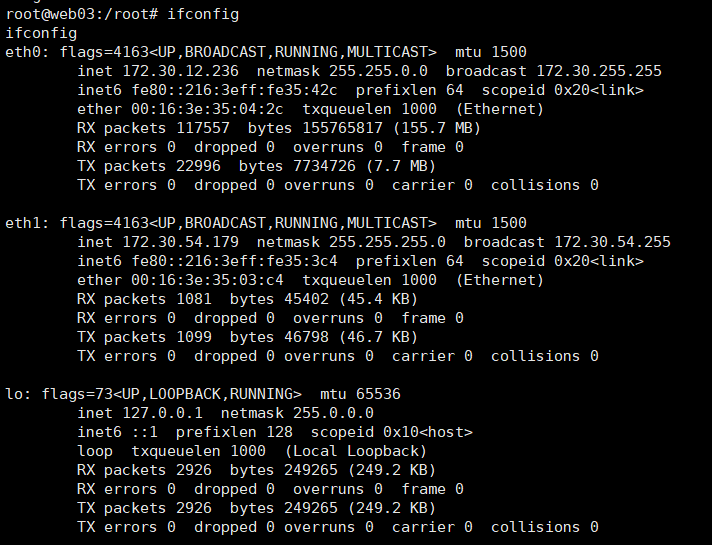 root@web03:/root# ifconfig
ifconfig
eth0: flags=4163<UP,BROADCAST,RUNNING,MULTICAST>  mtu 1500
        inet 172.30.12.236  netmask 255.255.0.0  broadcast 172.30.255.255
        inet6 fe80::216:3eff:fe35:42c  prefixlen 64  scopeid 0x20<link>
        ether 00:16:3e:35:04:2c  txqueuelen 1000  (Ethernet)
        RX packets 117557  bytes 155765817 (155.7 MB)
        RX errors 0  dropped 0  overruns 0  frame 0
        TX packets 22996  bytes 7734726 (7.7 MB)
        TX errors 0  dropped 0 overruns 0  carrier 0  collisions 0
eth1: flags=4163<UP,BROADCAST,RUNNING,MULTICAST>  mtu 1500
        inet 172.30.54.179  netmask 255.255.255.0  broadcast 172.30.54.255
        inet6 fe80::216:3eff:fe35:3c4  prefixlen 64  scopeid 0x20<link>
        ether 00:16:3e:35:03:c4  txqueuelen 1000  (Ethernet)
        RX packets 1081  bytes 45402 (45.4 KB)
        RX errors 0  dropped 0  overruns 0  frame 0
        TX packets 1099  bytes 46798 (46.7 KB)
        TX errors 0  dropped 0 overruns 0  carrier 0  collisions 0
lo: flags=73<UP,LOOPBACK,RUNNING>  mtu 65536
        inet 127.0.0.1  netmask 255.0.0.0
        inet6 ::1  prefixlen 128  scopeid 0x10<host>
        loop  txqueuelen 1000  (Local Loopback)
        RX packets 2926  bytes 249265 (249.2 KB)
        RX errors 0  dropped 0  overruns 0  frame 0
        TX packets 2926  bytes 249265 (249.2 KB)
        TX errors 0  dropped 0 overruns 0  carrier 0  collisions 0